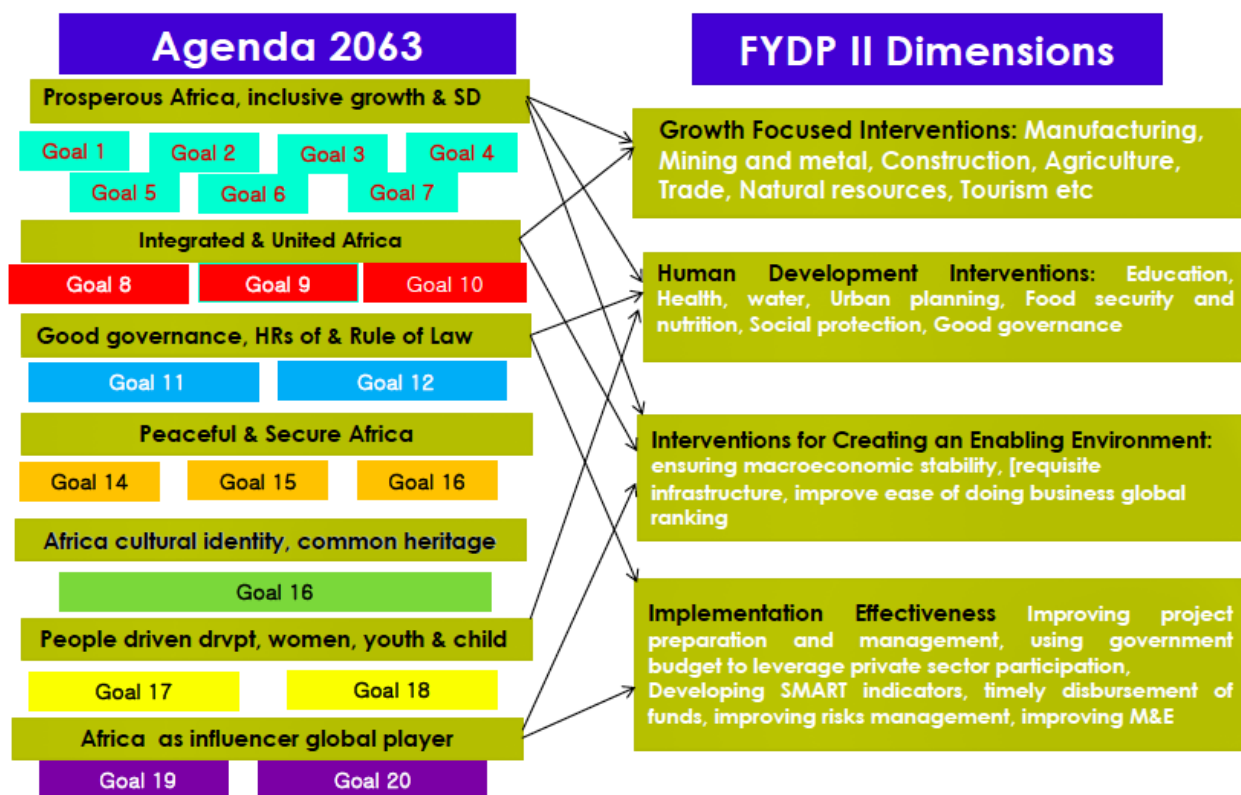 Agenda 2063
Prosperous Africa, inclusive growth & SD
Goal 1
Goal 2
Goal 3
Goal 4
Goal 5
Goal 6
Goal 7
Integrated & United Africa
Goal 8
Goal 9
Goal 10
Good governance, HRs of & Rule of Law
Goal 11
Goal 12
Peaceful & Secure Africa
Goal 14
Goal 15
Goal 16
Africa cultural identity, common heritage
Goal 16
People driven drvpt, women, youth & child
Goal 17
Goal 18
Africa as influencer global player
Goal 19
Goal 20
FYDP II Dimensions
Growth Focused Interventions: Manufacturing,
Mining and metal, Construction, Agriculture,
Trade, Natural resources, Tourism etc
Human Development Interventions: Education,
Health, water, Urban planning, Food security and
nutrition, Social protection, Good governance
Interventions for Creating an Enabling Environment:
ensuring macroeconomic stability, [requisite
infrastructure, improve ease of doing business global
ranking
Implementation Effectiveness Improving project
preparation and management, using government
budget to leverage private sector participation,
Developing SMART indicators, timely disbursement of
funds, improving risks management, improving M&E